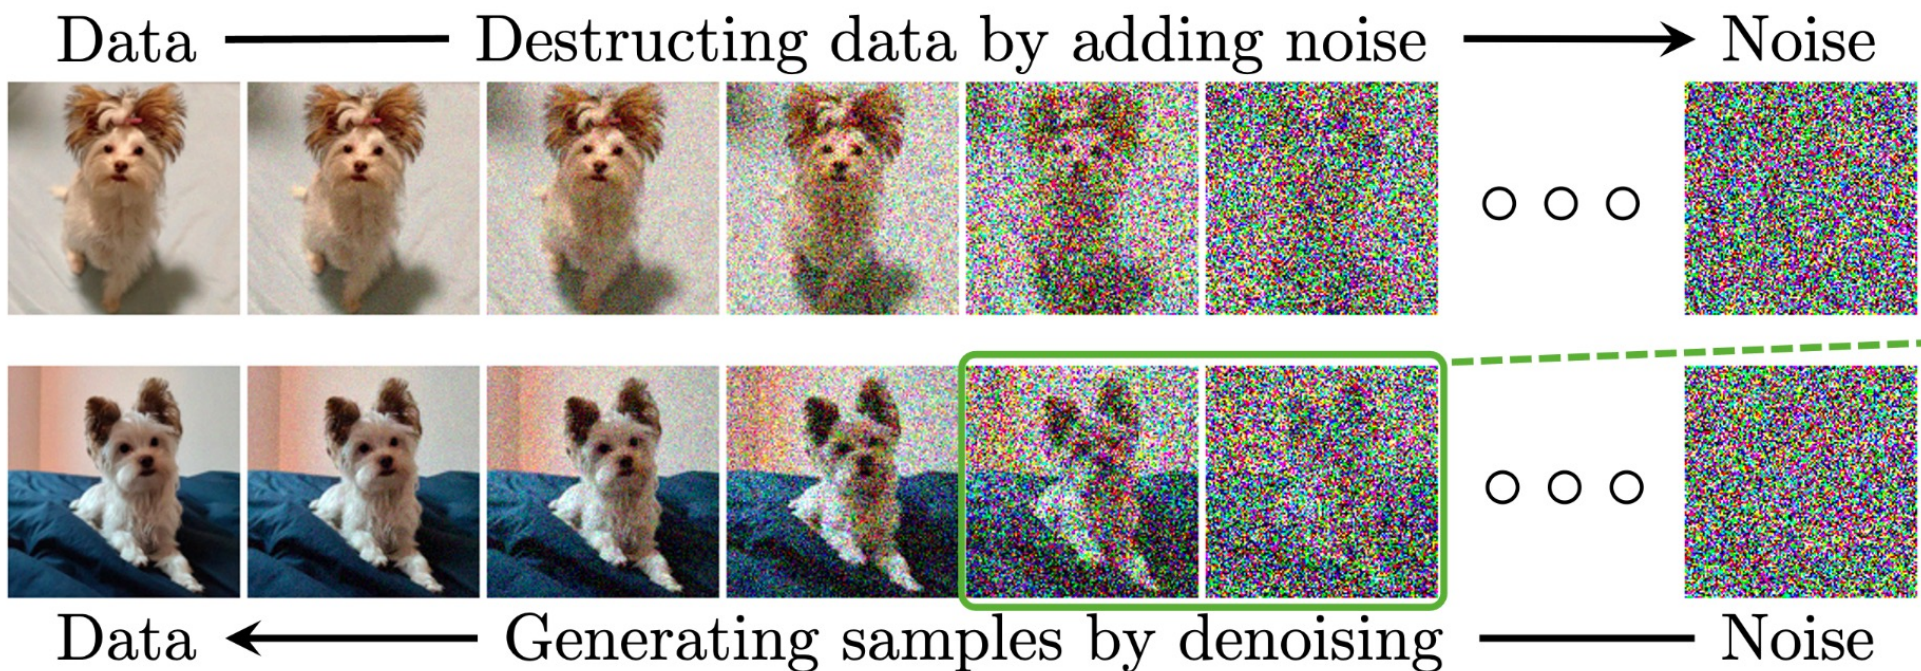 Data Destructing data by adding noise Noise
Data Generating samples by denoising Noise